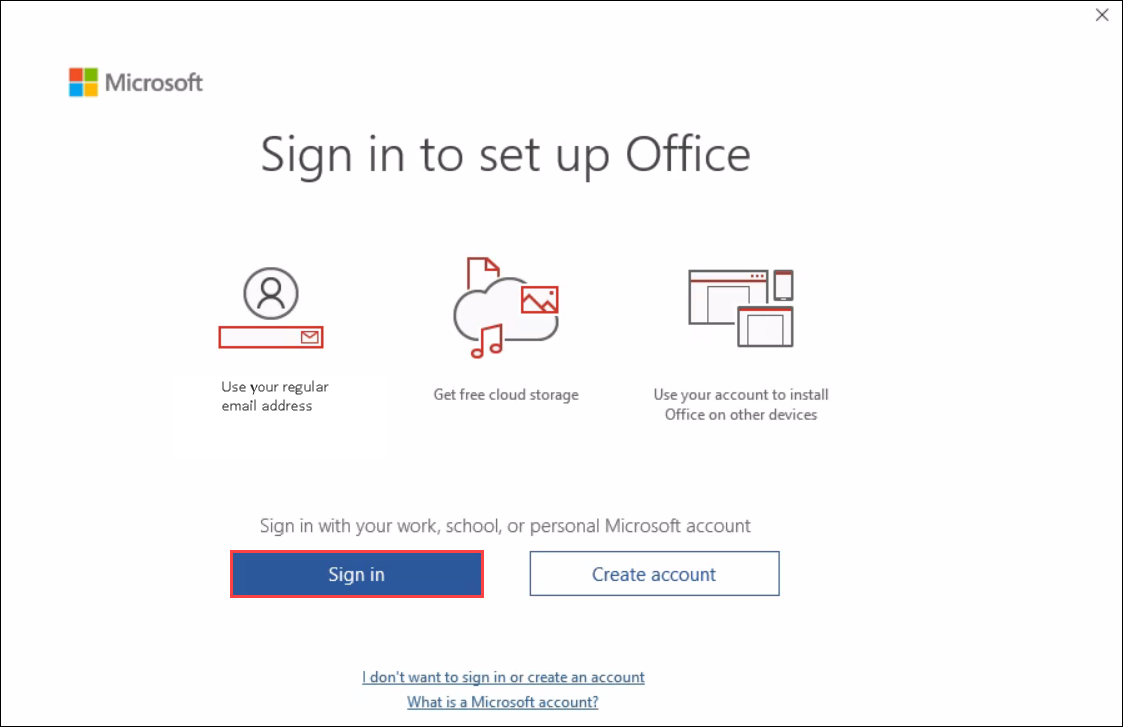 Microsoft
Sign in to set up Office
Use your regular
email address
Get free cloud storage
Use your account to install
Office on other devices
Sign in with your work, school, or personal Microsoft account
Sign in
Create account
I don't want to sign in or create an account
What is a Microsoft account?